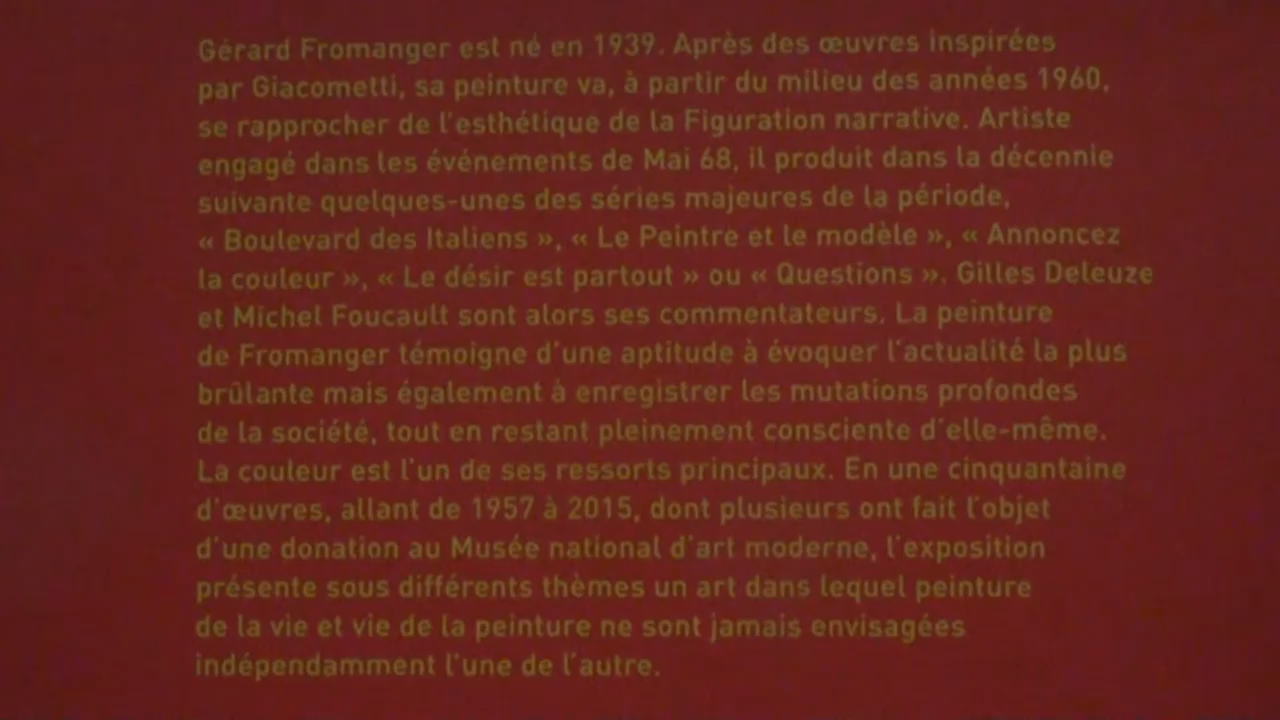 Gérard Fromanger est né en 1939. Après des œuvres inspirées
par Giacometti, sa peinture va, à partir du milieu des années 1960,
se rapprocher de l'esthétique de la Figuration narrative. Artiste
engagé dans les événements de Mai 68, il produit dans la décennie
suivante quelques-unes des séries majeures de la période,
« Boulevard des Italiens », « Le Peintre et le modèle », « Annoncez
la couleur », « Le désir est partout » ou « Questions ». Gilles Deleuze
et Michel Foucault sont alors ses commentateurs. La peinture
de Fromanger témoigne d'une aptitude à évoquer l'actualité la plus
brûlante mais également à enregistrer les mutations profondes
de la société, tout en restant pleinement consciente d'elle-même.
La couleur est l'un de ses ressorts principaux. En une cinquantaine
d'œuvres, allant de 1957 à 2015, dont plusieurs ont fait l'objet
d'une donation au Musée national d'art moderne, l'exposition
présente sous différents thèmes un art dans lequel peinture
de la vie et vie de la peinture ne sont jamais envisagées
indépendamment l'une de l'autre.